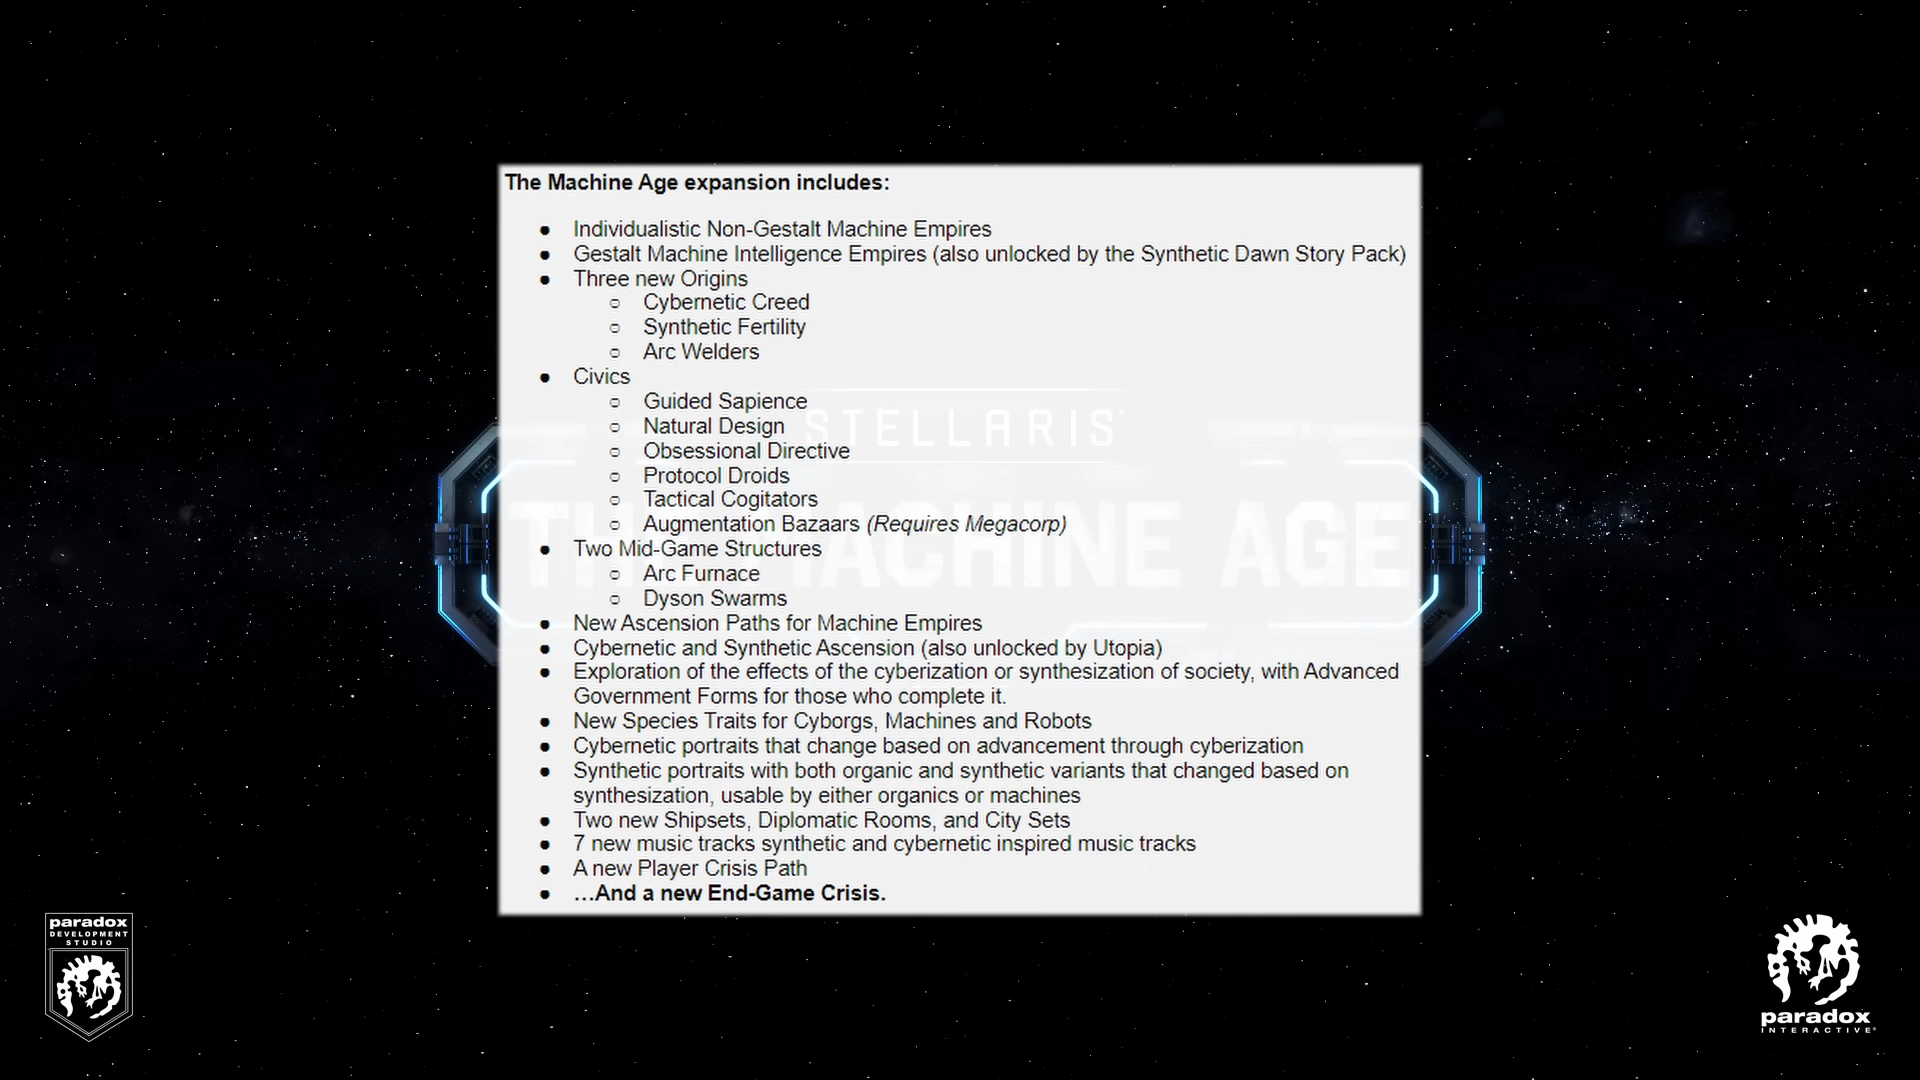 The Machine Age expansion includes:
● Individualistic Non-Gestalt Machine Empires
● Gestalt Machine Intelligence Empires (also unlocked by the Synthetic Dawn Story Pack)
● Three new Origins
○ Cybernetic Creed
○ Synthetic Fertility
○ Arc Welders
● Civics
○ Guided Sapience
○ Natural Design
○ Obsessional Directive
○ Protocol Droids
○ Tactical Cogitators
○ Augmentation Bazaars (Requires Megacorp)
● Two Mid-Game Structures
○ Arc Furnace
○ Dyson Swarms
● New Ascension Paths for Machine Empires
● Cybernetic and Synthetic Ascension (also unlocked by Utopia)
● Exploration of the effects of the cyberization or synthesization of society, with Advanced
Government Forms for those who complete it.
● New Species Traits for Cyborgs, Machines and Robots
● Cybernetic portraits that change based on advancement through cyberization
● Synthetic portraits with both organic and synthetic variants that changed based on
synthesization, usable by either organics or machines
● Two new Shipsets, Diplomatic Rooms, and City Sets
● 7 new music tracks synthetic and cybernetic inspired music tracks
● A new Player Crisis Path
● …And a new End-Game Crisis.
STELLARIS
THE MACHINE AGE
paradox
DEVELOPMENT
STUDIO
paradox
INTERACTIVE